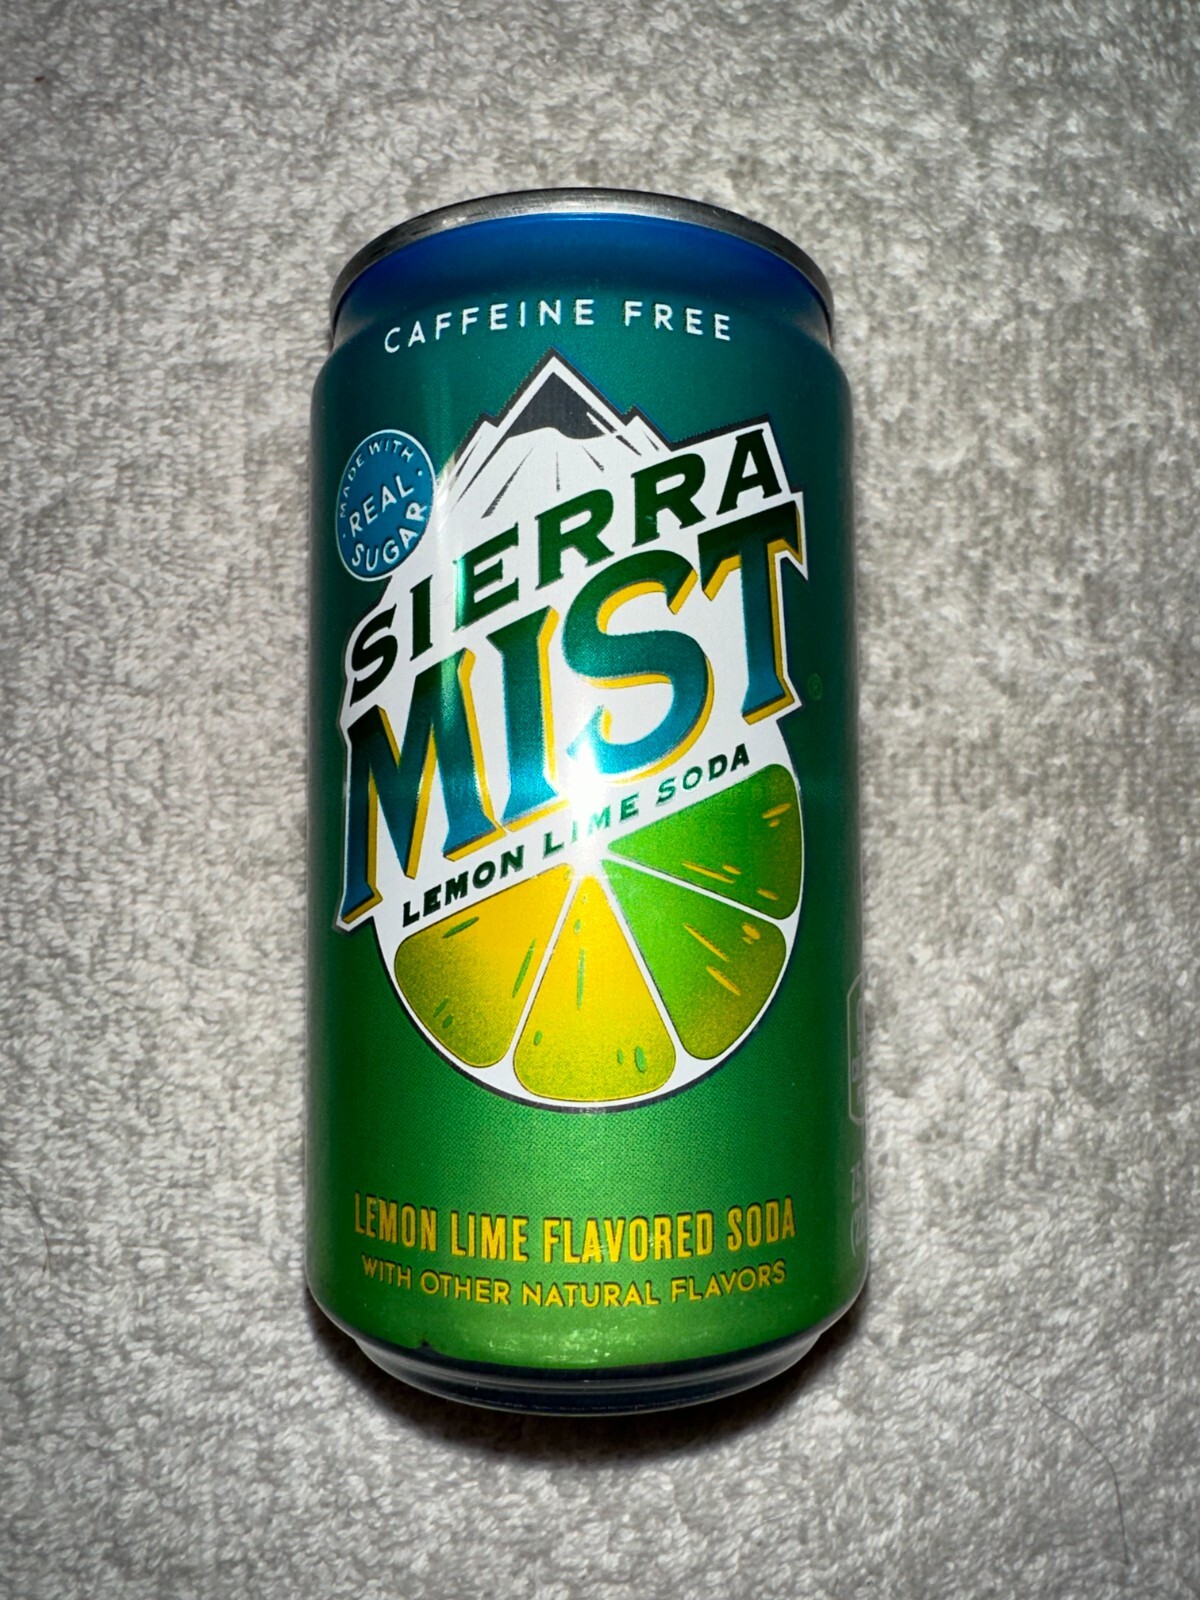 CAFFEINE FREE
MADE WITH
REAL
SUGAR
SIERRA
MIST
®
LEMON LIME SODA
LEMON LIME FLAVORED SODA
WITH OTHER NATURAL FLAVORS